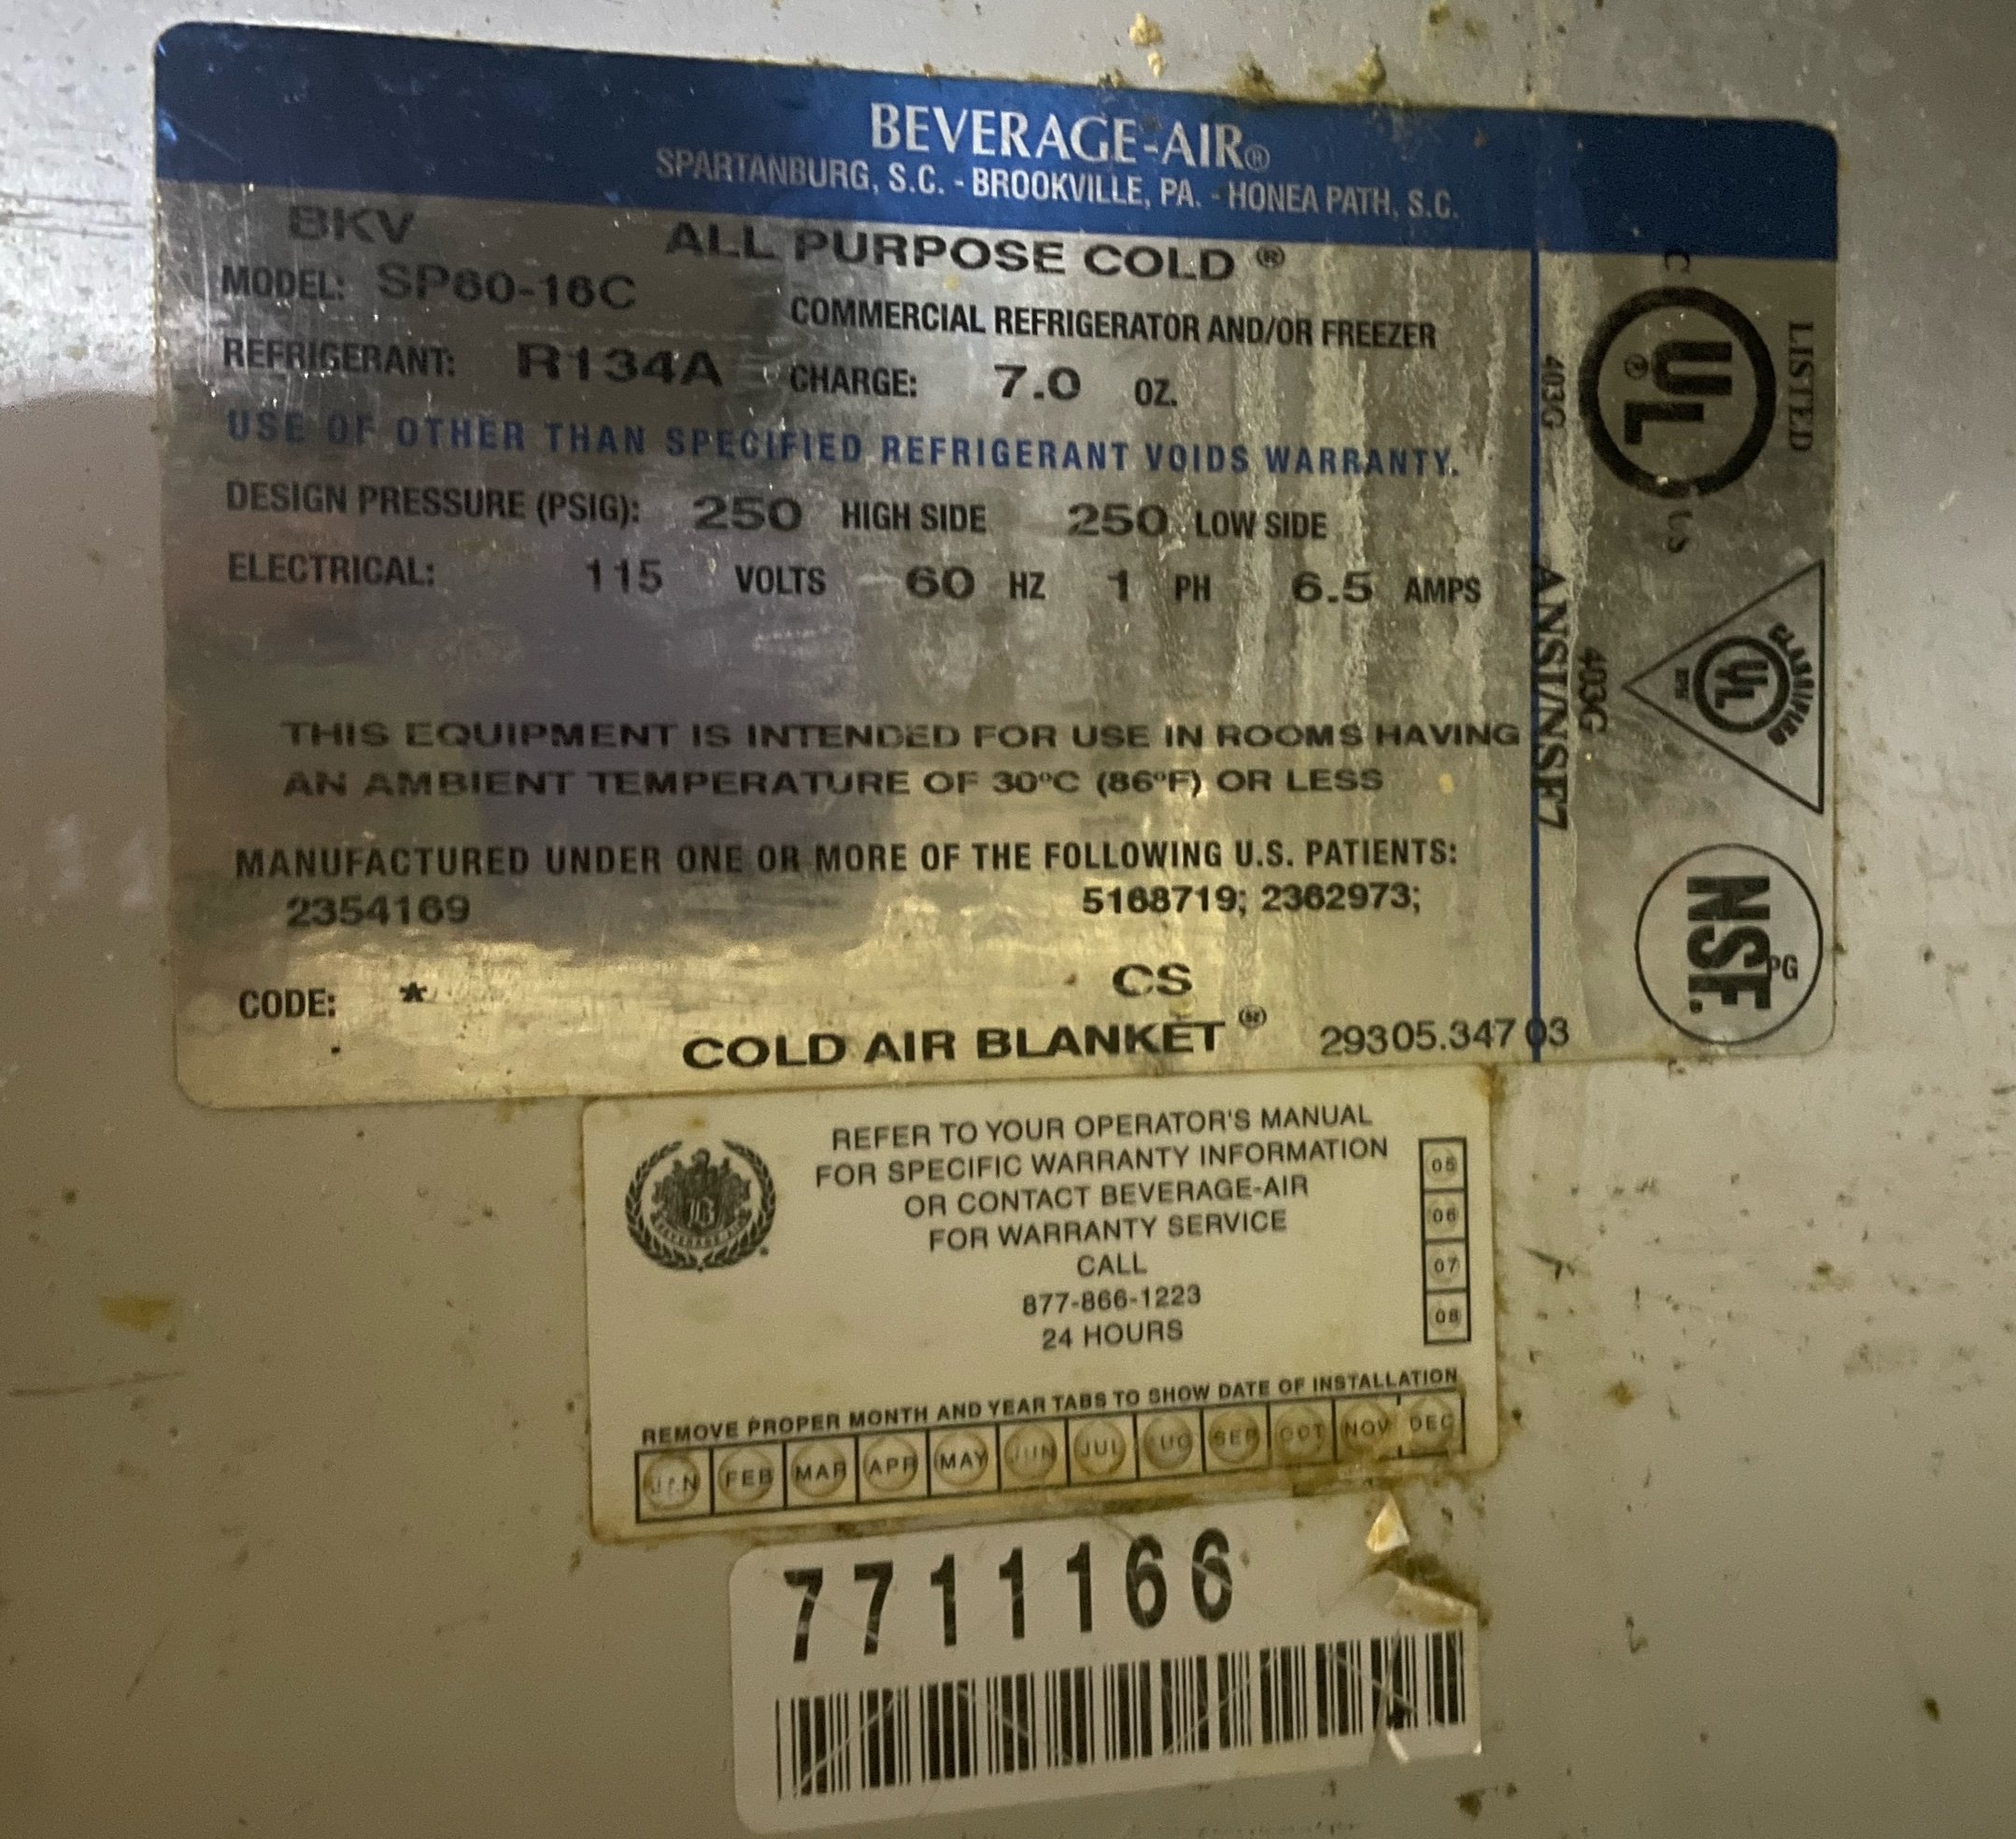 BEVERAGE-AIR®
SPARTANBURG, S.C. - BROOKVILLE, PA. - HONEA PATH, S.C.
BKV
ALL PURPOSE COLD ®
MODEL: SP60-16C
COMMERCIAL REFRIGERATOR AND/OR FREEZER
REFRIGERANT: R134A CHARGE: 7.0 OZ.
USE OF OTHER THAN SPECIFIED REFRIGERANT VOIDS WARRANTY.
DESIGN PRESSURE (PSIG): 250 HIGH SIDE 250 LOW SIDE
ELECTRICAL: 115 VOLTS 60 HZ 1 PH 6.5 AMPS
THIS EQUIPMENT IS INTENDED FOR USE IN ROOMS HAVING
AN AMBIENT TEMPERATURE OF 30ºC (86ºF) OR LESS
MANUFACTURED UNDER ONE OR MORE OF THE FOLLOWING U.S. PATIENTS:
2354169 5168719; 2362973;
CODE: * CS
COLD AIR BLANKET ® 29305.347 03
C UL® US
LISTED
403G
UL
403G
ANSI/NSF7
NSF.
PG
REFER TO YOUR OPERATOR'S MANUAL
FOR SPECIFIC WARRANTY INFORMATION
OR CONTACT BEVERAGE-AIR
FOR WARRANTY SERVICE
CALL
877-866-1223
24 HOURS
05
06
07
08
REMOVE PROPER MONTH AND YEAR TABS TO SHOW DATE OF INSTALLATION
JAN FEB MAR APR MAY JUN JUL AUG SEP OCT NOV DEC
7711166